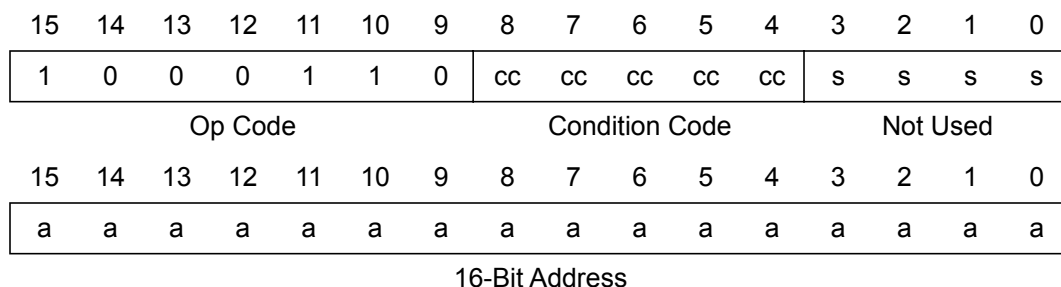 15 14 13 12 11 10 9 8 7 6 5 4 3 2 1 0
1 0 0 0 1 1 0 cc cc cc cc cc s s s s
Op Code Condition Code Not Used
15 14 13 12 11 10 9 8 7 6 5 4 3 2 1 0
a a a a a a a a a a a a a a a a
16-Bit Address